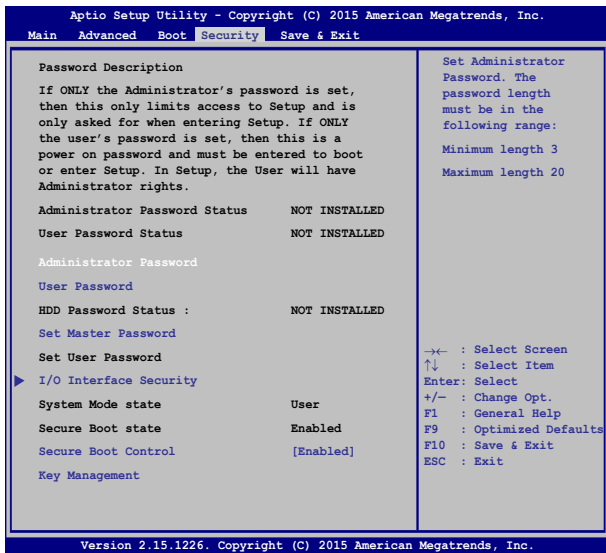 Aptio Setup Utility - Copyright (C) 2015 American Megatrends, Inc.
Main Advanced Boot Security Save & Exit
Password Description
If ONLY the Administrator's password is set,
then this only limits access to Setup and is
only asked for when entering Setup. If ONLY
the user's password is set, then this is a
power on password and must be entered to boot
or enter Setup. In Setup, the User will have
Administrator rights.
Administrator Password Status NOT INSTALLED
User Password Status NOT INSTALLED
Administrator Password
User Password
HDD Password Status : NOT INSTALLED
Set Master Password
Set User Password
I/O Interface Security
System Mode state User
Secure Boot state Enabled
Secure Boot Control [Enabled]
Key Management
Set Administrator
Password. The
password length
must be in the
following range:
Minimum length 3
Maximum length 20
→← : Select Screen
↑↓ : Select Item
Enter: Select
+/— : Change Opt.
F1 : General Help
F9 : Optimized Defaults
F10 : Save & Exit
ESC : Exit
Version 2.15.1226. Copyright (C) 2015 American Megatrends, Inc.